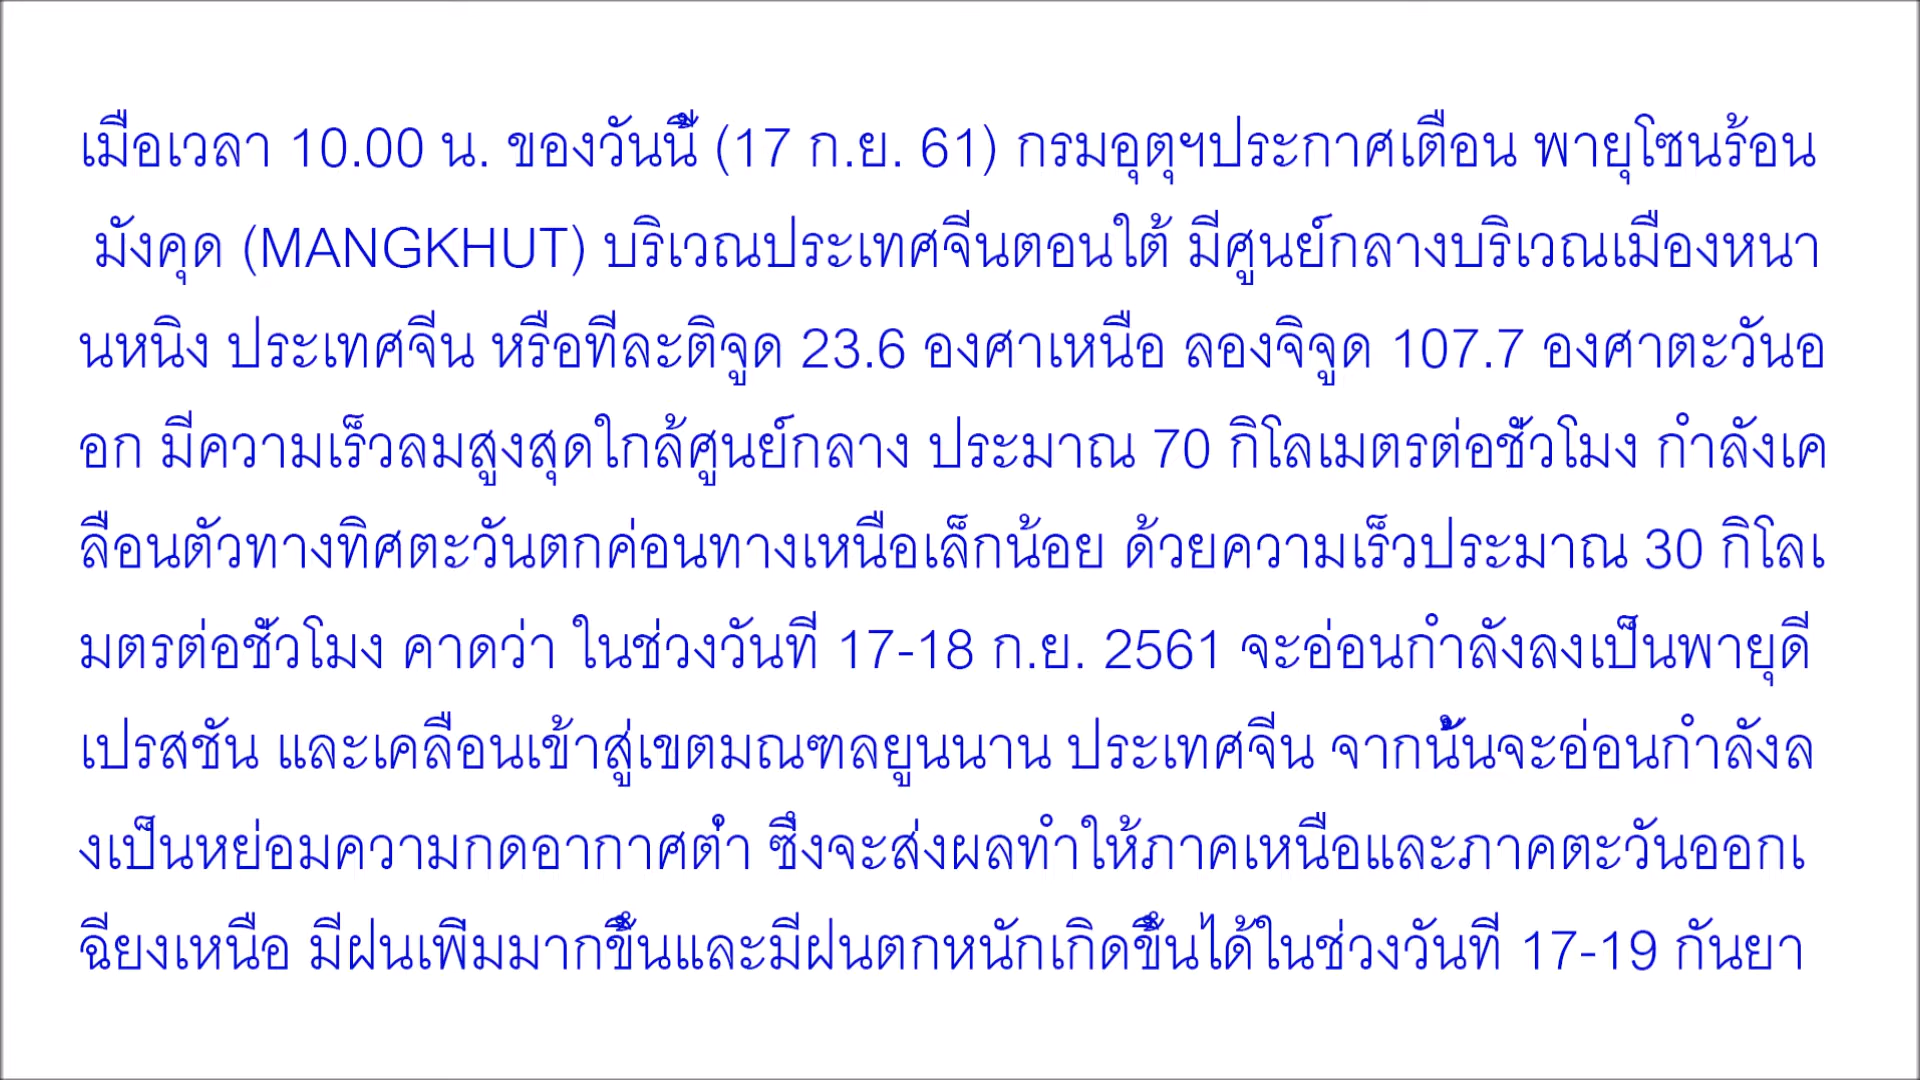 เมื่อเวลา 10.00 น. ของวันนี้ (17 ก.ย. 61) กรมอุตุฯประกาศเตือน พายุโซนร้อน
มังคุด (MANGKHUT) บริเวณประเทศจีนตอนใต้ มีศูนย์กลางบริเวณเมืองหนา
นหนิง ประเทศจีน หรือที่ละติจูด 23.6 องศาเหนือ ลองจิจูด 107.7 องศาตะวันอ
อก มีความเร็วลมสูงสุดใกล้ศูนย์กลาง ประมาณ 70 กิโลเมตรต่อชั่วโมง กำลังเค
ลื่อนตัวทางทิศตะวันตกค่อนทางเหนือเล็กน้อย ด้วยความเร็วประมาณ 30 กิโลเ
มตรต่อชั่วโมง คาดว่า ในช่วงวันที่ 17-18 ก.ย. 2561 จะอ่อนกำลังลงเป็นพายุดี
เปรสชัน และเคลื่อนเข้าสู่เขตมณฑลยูนนาน ประเทศจีน จากนั้นจะอ่อนกำลังล
งเป็นหย่อมความกดอากาศต่ำ ซึ่งจะส่งผลทำให้ภาคเหนือและภาคตะวันออกเ
ฉียงเหนือ มีฝนเพิ่มมากขึ้นและมีฝนตกหนักเกิดขึ้นได้ในช่วงวันที่ 17-19 กันยา